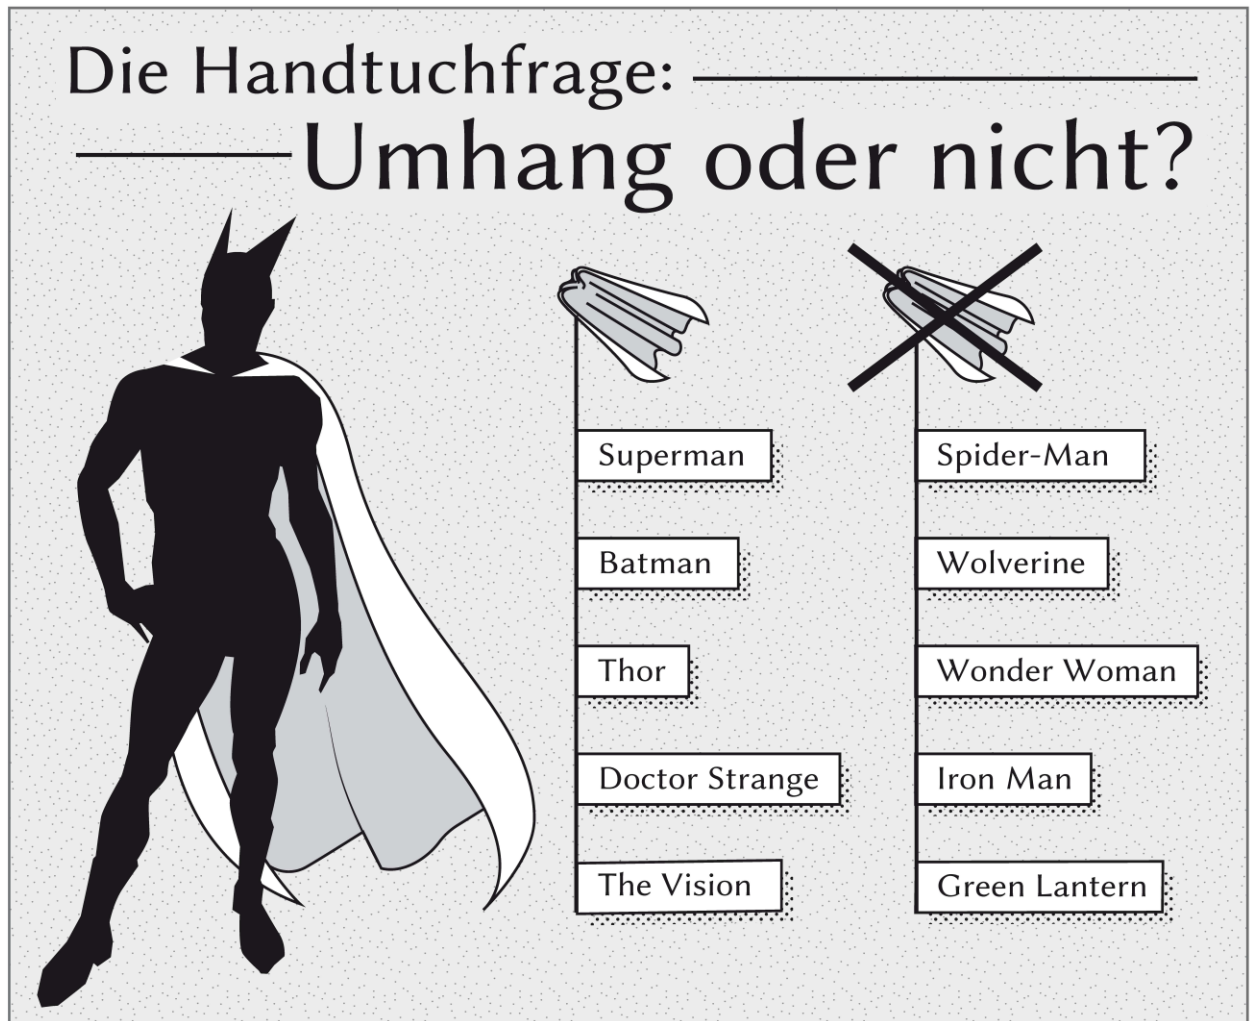 Die Handtuchfrage:
Umhang oder nicht?
Superman
Batman
Thor
Doctor Strange
The Vision
Spider-Man
Wolverine
Wonder Woman
Iron Man
Green Lantern